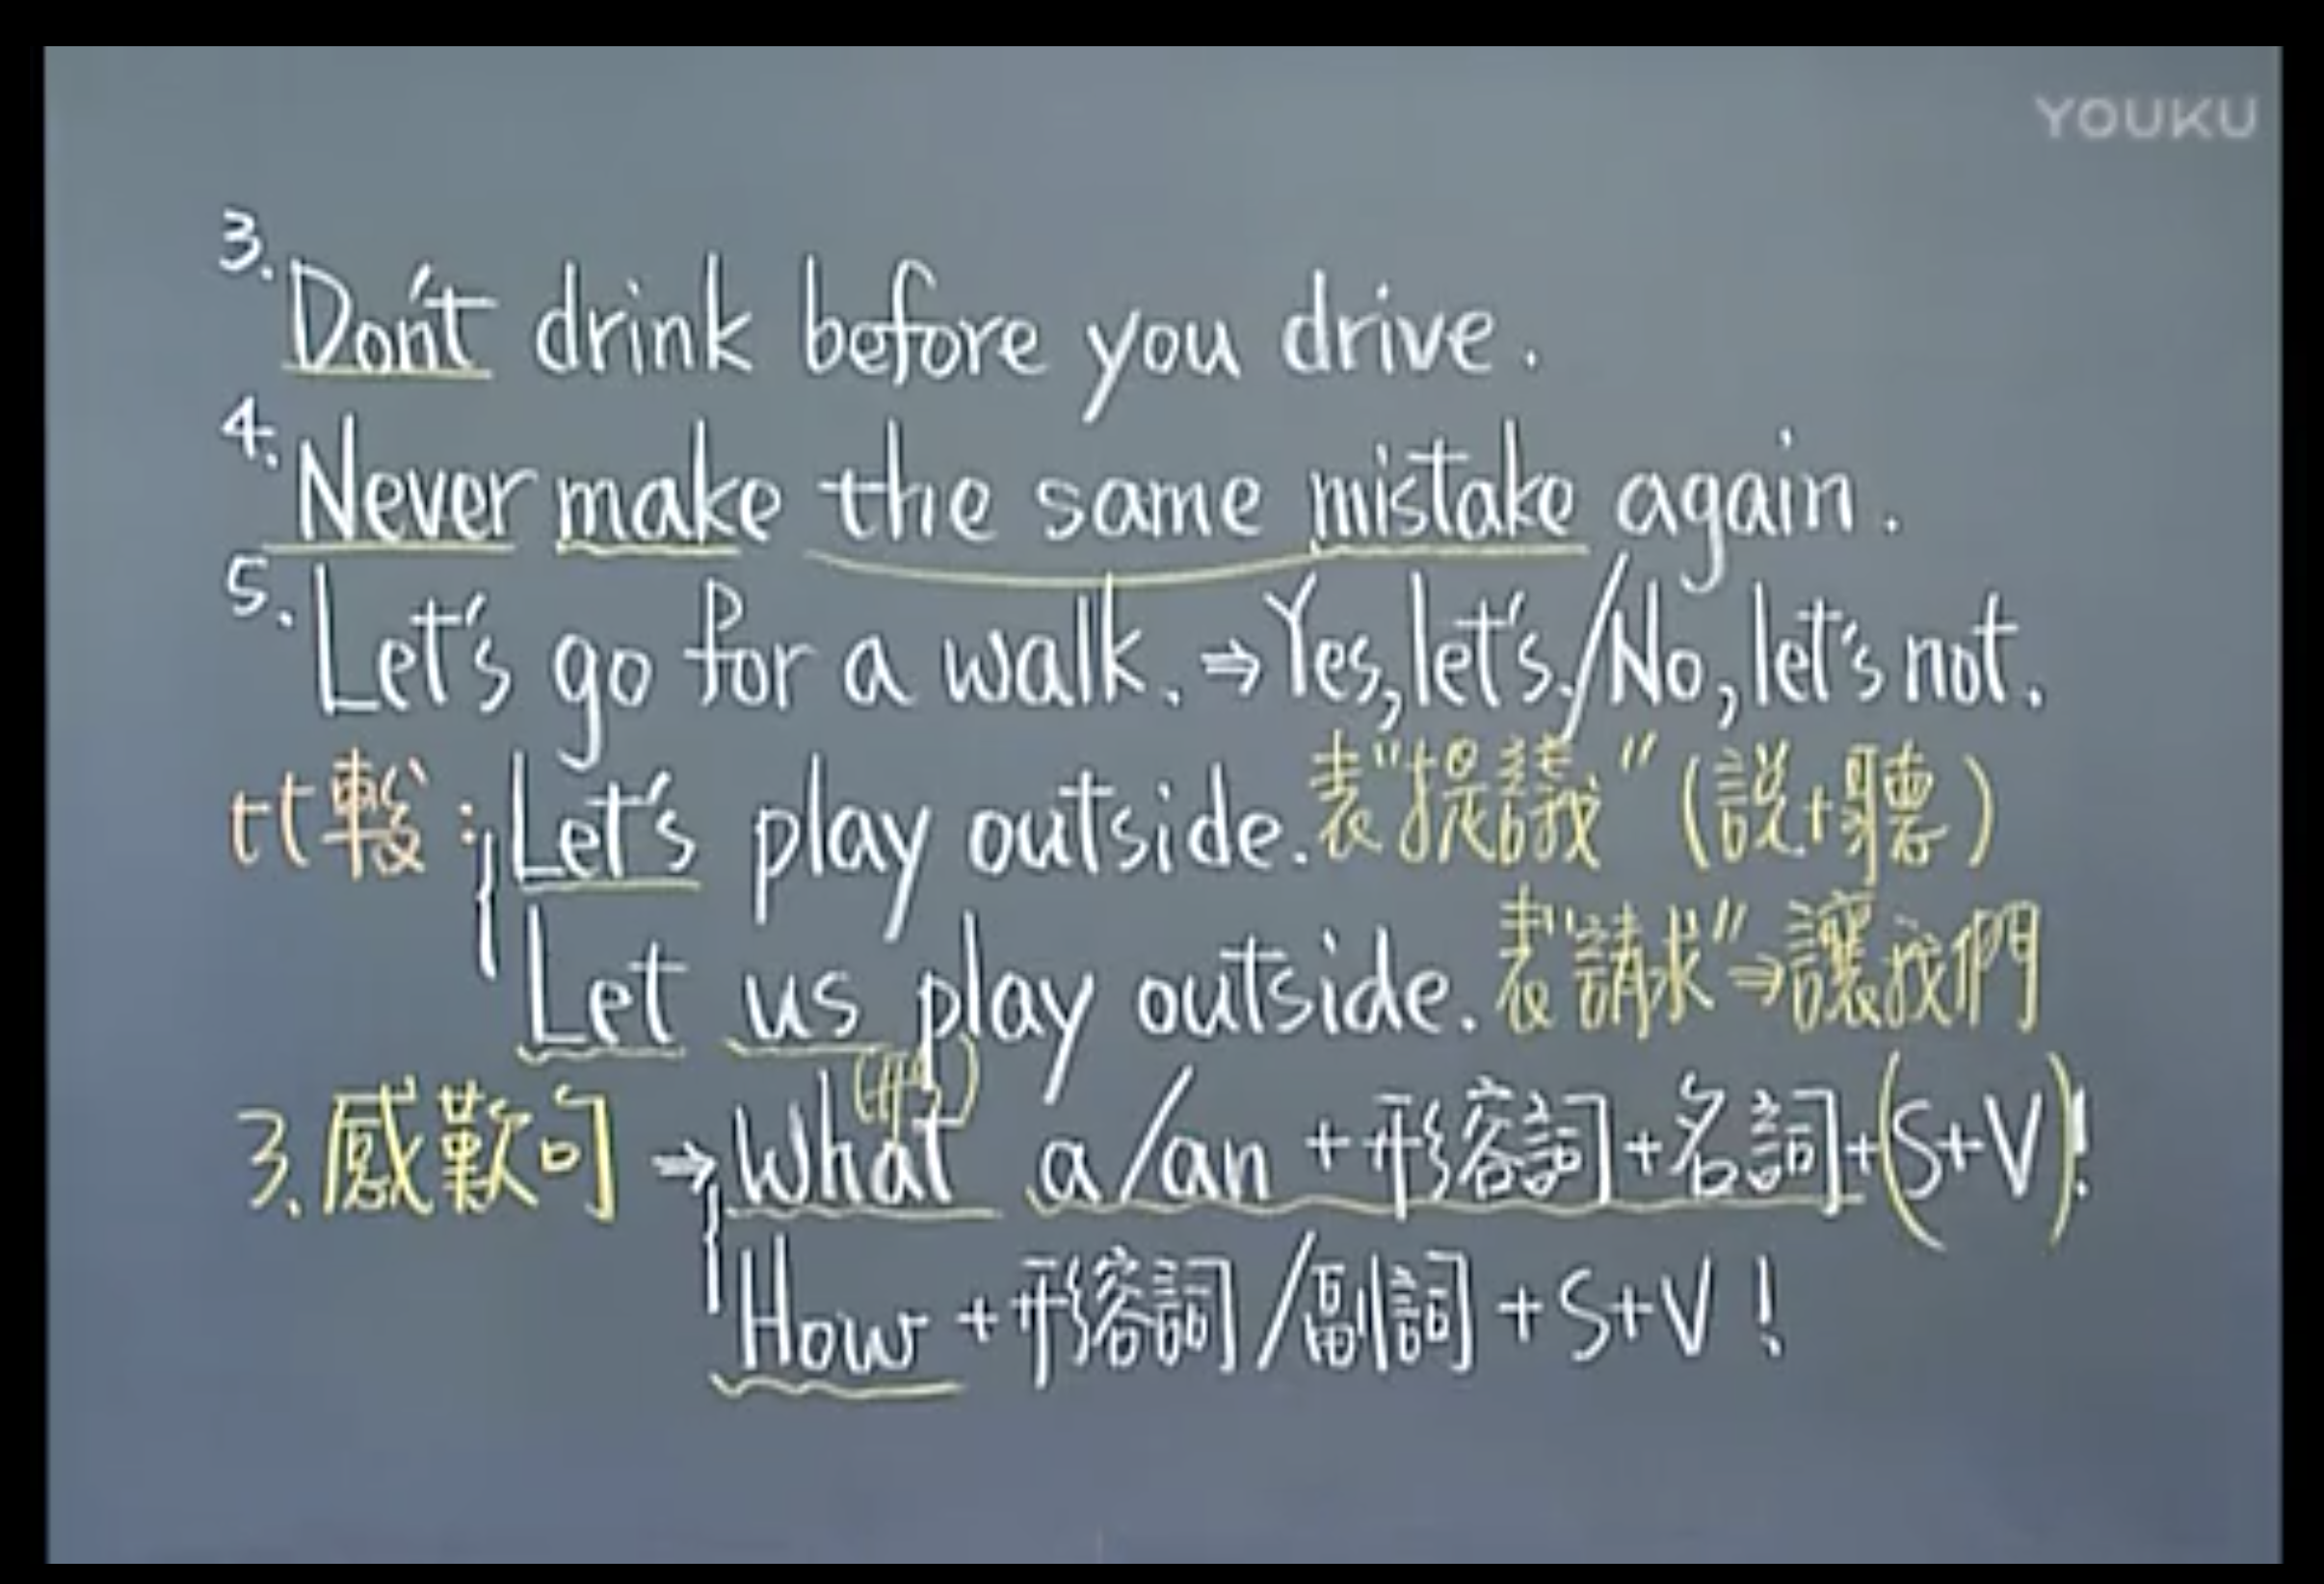 YOUKU
3. Don't drink before you drive.
4. Never make the same mistake again.
5. Let's go for a walk. ⇒ Yes, let's. / No, let's not.
比較: Let's play outside. 表"提議" (說+聽)
Let us play outside. 表"請求" ⇒ 讓我們
3. 感歎句 → What a/an + 形容詞 + 名詞 + (S+V)!
How + 形容詞 / 副詞 + S+V !